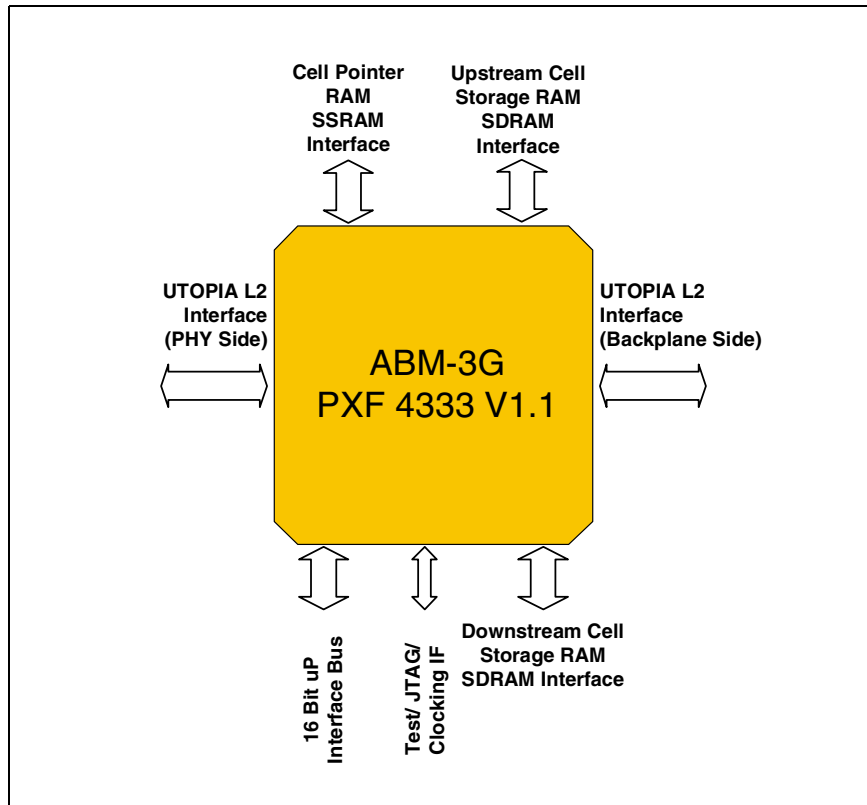 Cell Pointer
RAM
SSRAM
Interface
Upstream Cell
Storage RAM
SDRAM
Interface
UTOPIA L2
Interface
(PHY Side)
ABM-3G
PXF 4333 V1.1
UTOPIA L2
Interface
(Backplane Side)
16 Bit uP
Interface Bus
Test/ JTAG/
Clocking IF
Downstream Cell
Storage RAM
SDRAM Interface